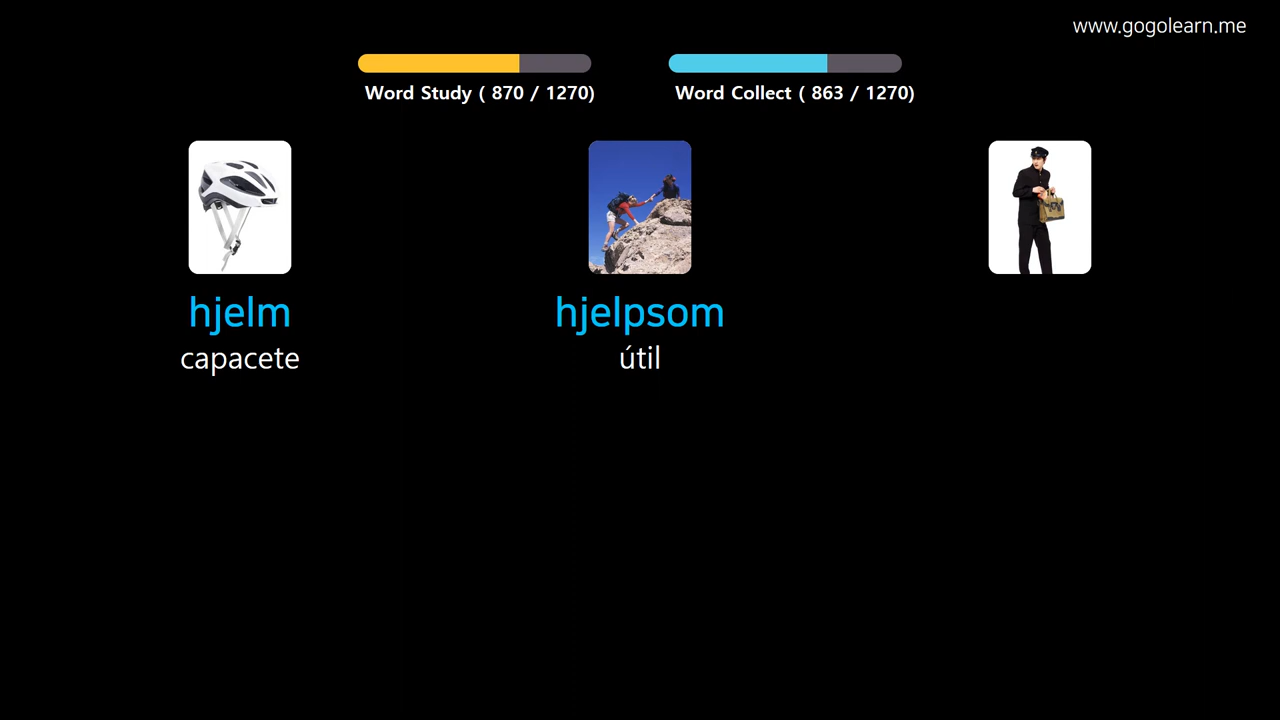 www.gogolearn.me
Word Study ( 870 / 1270)
Word Collect ( 863 / 1270)
hjelm
hjelpsom
capacete
útil